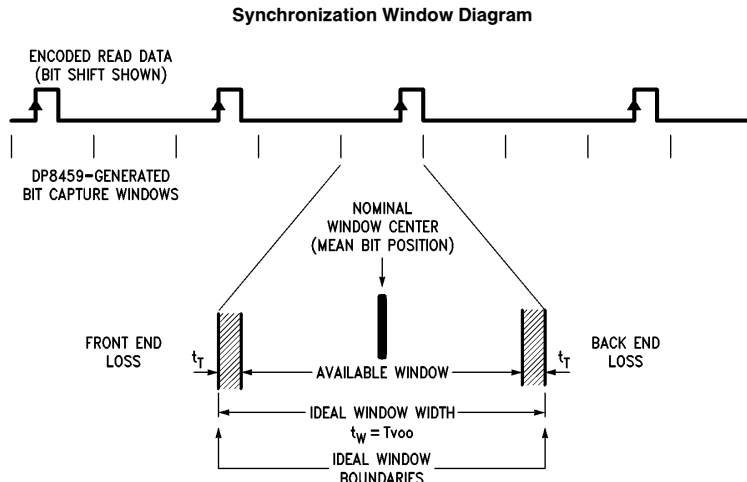 Synchronization Window Diagram
ENCODED READ DATA
(BIT SHIFT SHOWN)
DP8459-GENERATED
BIT CAPTURE WINDOWS
NOMINAL
WINDOW CENTER
(MEAN BIT POSITION)
FRONT END
LOSS
tT
AVAILABLE WINDOW
tT
BACK END
LOSS
IDEAL WINDOW WIDTH
tW = Tvoo
IDEAL WINDOW
BOUNDARIES